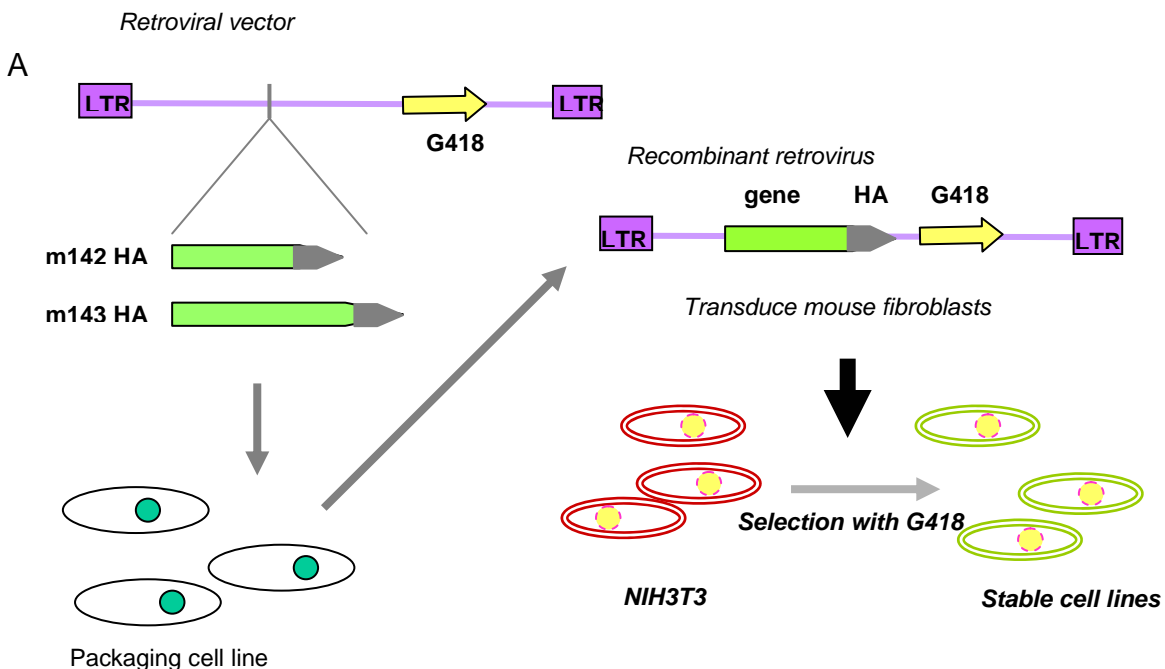 Retroviral vector
A
LTR
LTR
G418
m142 HA
m143 HA
Packaging cell line
Recombinant retrovirus
gene HA G418
LTR
LTR
Transduce mouse fibroblasts
Selection with G418
NIH3T3
Stable cell lines